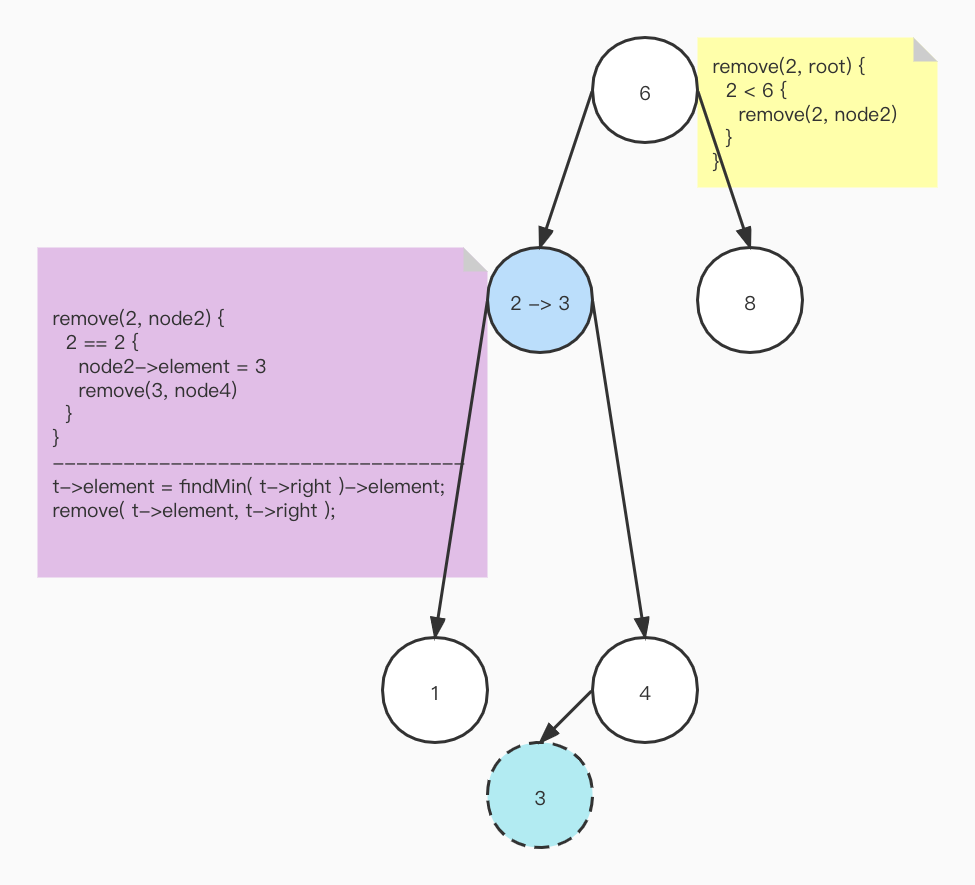 6
remove(2, root) {
2 < 6 {
remove(2, node2)
}
}
2 –> 3
8
remove(2, node2) {
2 == 2 {
node2–>element = 3
remove(3, node4)
}
}
–––––––––––––––––––––––––––––––––––
t–>element = findMin( t–>right )–>element;
remove( t–>element, t–>right );
1
4
3